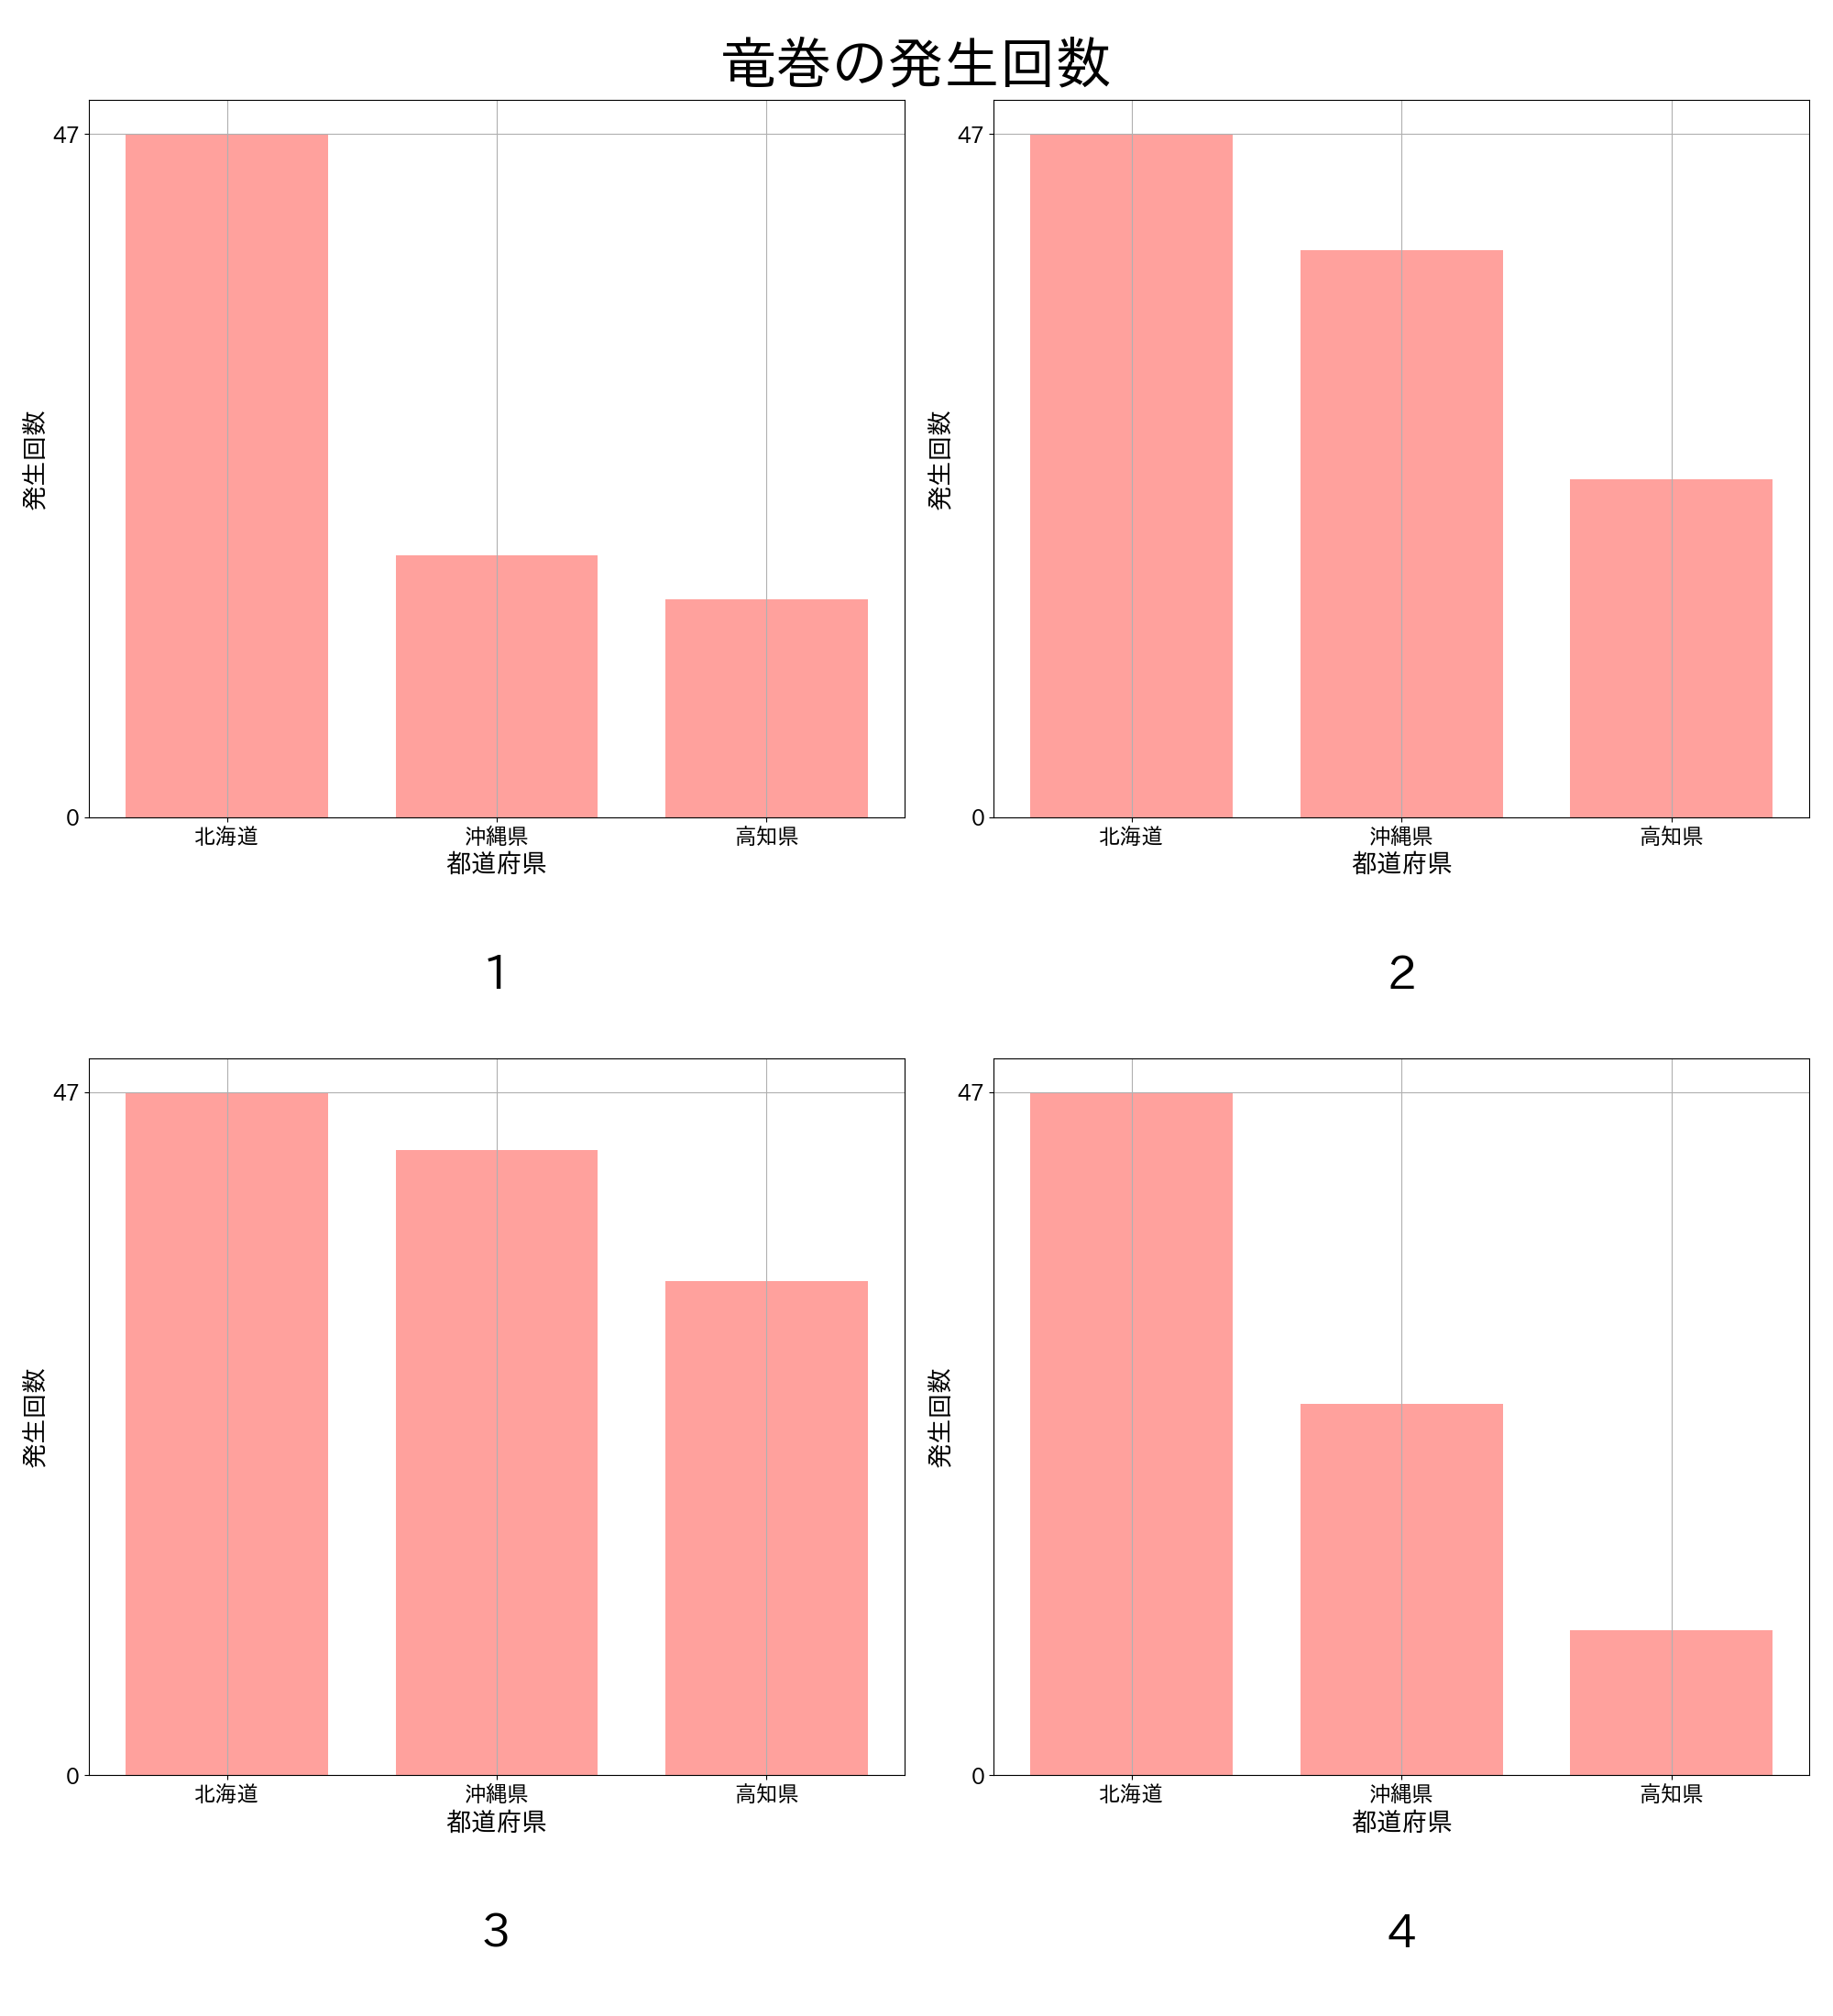 竜巻の発生回数
47
発生回数
0
北海道 沖縄県 高知県
都道府県
1
47
発生回数
0
北海道 沖縄県 高知県
都道府県
2
47
発生回数
0
北海道 沖縄県 高知県
都道府県
3
47
発生回数
0
北海道 沖縄県 高知県
都道府県
4